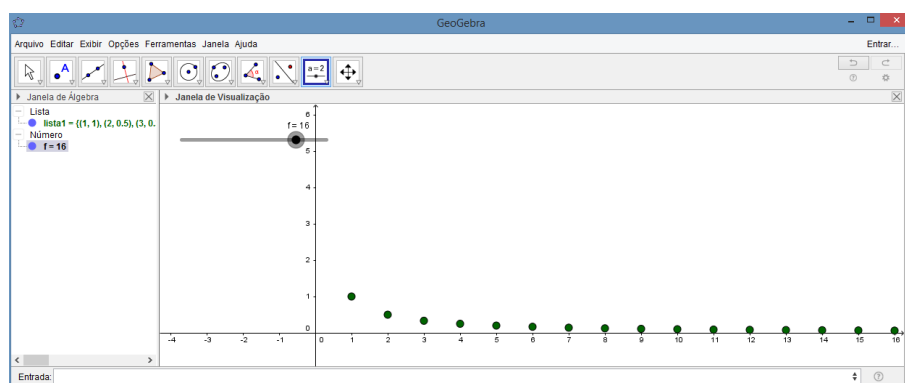 GeoGebra
Arquivo Editar Exibir Opções Ferramentas Janela Ajuda
Entrar...
A
α
a=2
Janela de Álgebra
Janela de Visualização
Lista
lista1 = {(1, 1), (2, 0.5), (3, 0.
Número
f = 16
f = 16
6
5
4
3
2
1
0
-4 -3 -2 -1 0 1 2 3 4 5 6 7 8 9 10 11 12 13 14 15 16
Entrada: